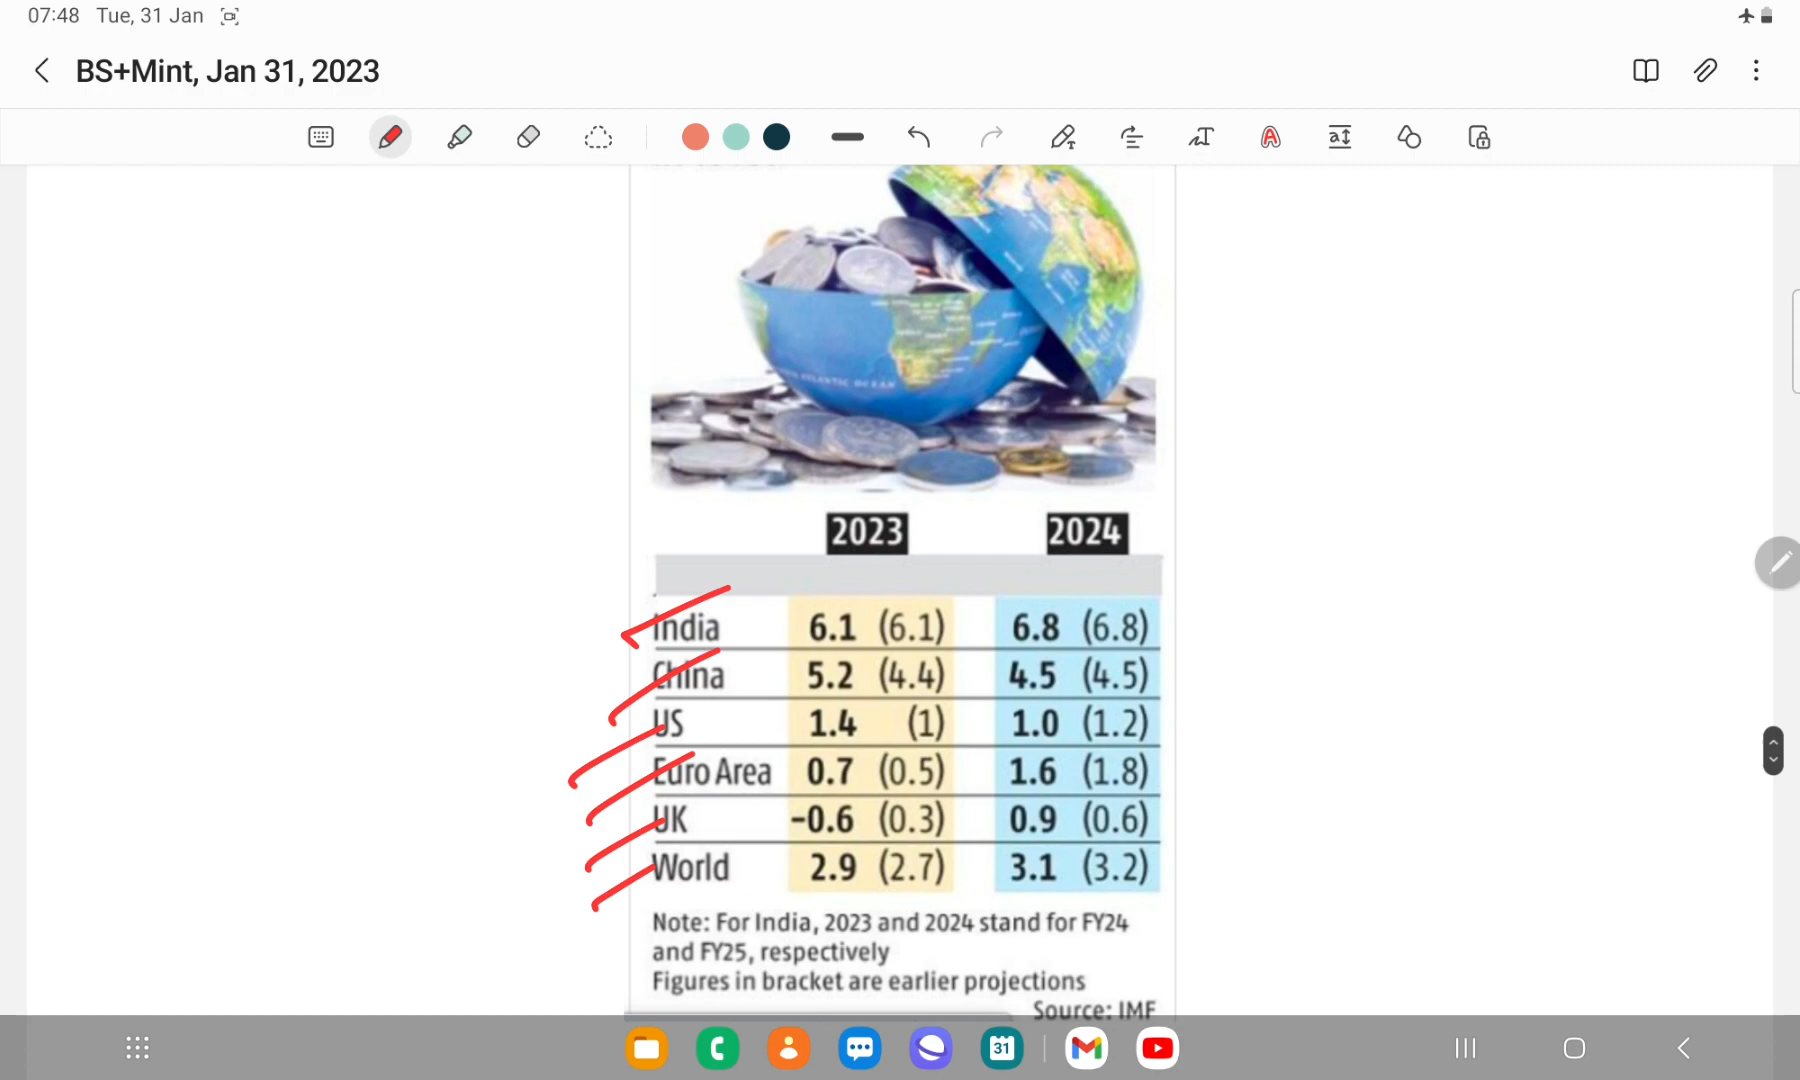 07:48 Tue, 31 Jan
BS+Mint, Jan 31, 2023
2023 2024
India 6.1 (6.1) 6.8 (6.8)
China 5.2 (4.4) 4.5 (4.5)
US 1.4 (1) 1.0 (1.2)
Euro Area 0.7 (0.5) 1.6 (1.8)
UK -0.6 (0.3) 0.9 (0.6)
World 2.9 (2.7) 3.1 (3.2)
Note: For India, 2023 and 2024 stand for FY24
and FY25, respectively
Figures in bracket are earlier projections
Source: IMF
31